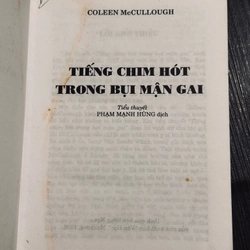 COLEEN McCULLOUGH
TIẾNG CHIM HÓT
TRONG BỤI MẬN GAI
Tiểu thuyết
PHẠM MẠNH HÙNG dịch